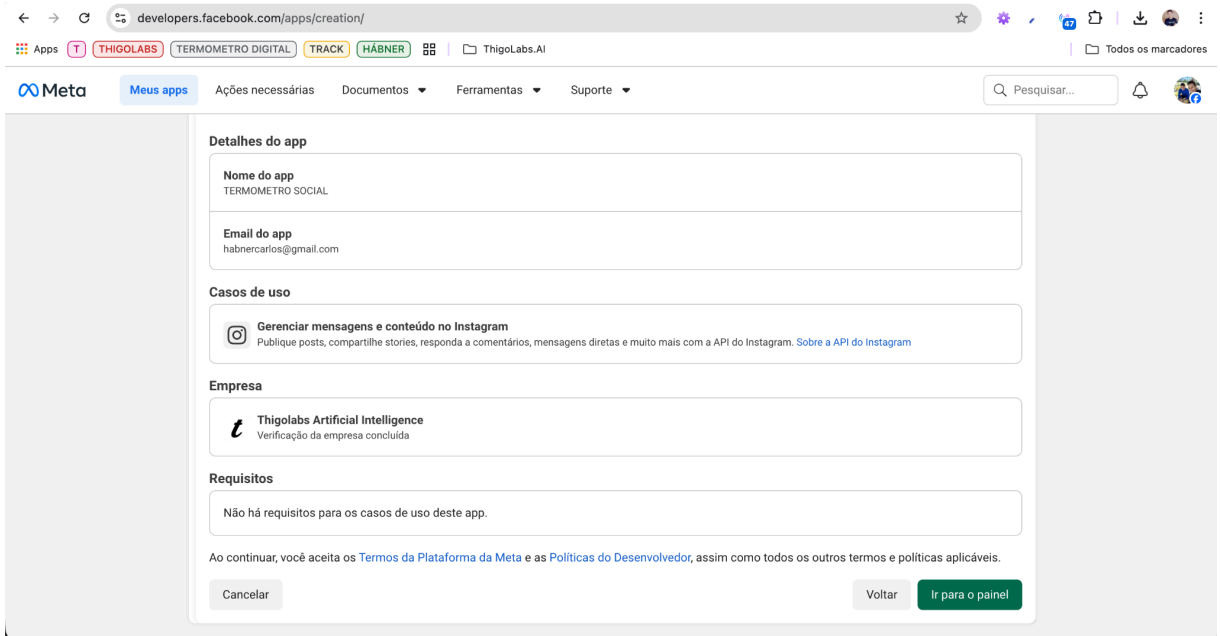 developers.facebook.com/apps/creation/
47
Apps
T
THIGOLABS
TERMOMETRO DIGITAL
TRACK
HÁBNER
ThigoLabs.AI
Todos os marcadores
Meta
Meus apps
Ações necessárias
Documentos
Ferramentas
Suporte
Pesquisar...
Detalhes do app
Nome do app
TERMOMETRO SOCIAL
Email do app
habnercarlos@gmail.com
Casos de uso
Gerenciar mensagens e conteúdo no Instagram
Publique posts, compartilhe stories, responda a comentários, mensagens diretas e muito mais com a API do Instagram. Sobre a API do Instagram
Empresa
t
Thigolabs Artificial Intelligence
Verificação da empresa concluída
Requisitos
Não há requisitos para os casos de uso deste app.
Ao continuar, você aceita os Termos da Plataforma da Meta e as Políticas do Desenvolvedor, assim como todos os outros termos e políticas aplicáveis.
Cancelar
Voltar
Ir para o painel